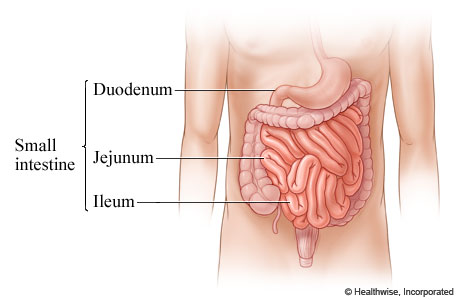 Duodenum
Small
intestine
Jejunum
Ileum
© Healthwise, Incorporated